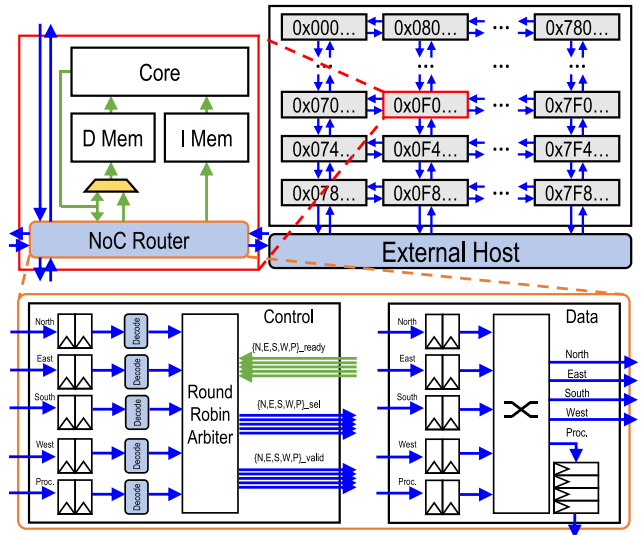 Core
D Mem
I Mem
NoC Router
0x000...
0x080...
...
0x780...
...
...
...
0x070...
0x0F0...
...
0x7F0...
0x074...
0x0F4...
...
0x7F4...
0x078...
0x0F8...
...
0x7F8...
External Host
Control
North
East
South
West
Proc.
Decode
Decode
Decode
Decode
Decode
Round
Robin
Arbiter
{N,E,S,W,P}_ready
{N,E,S,W,P}_sel
{N,E,S,W,P}_valid
Data
North
East
South
West
Proc.
North
East
South
West
Proc.